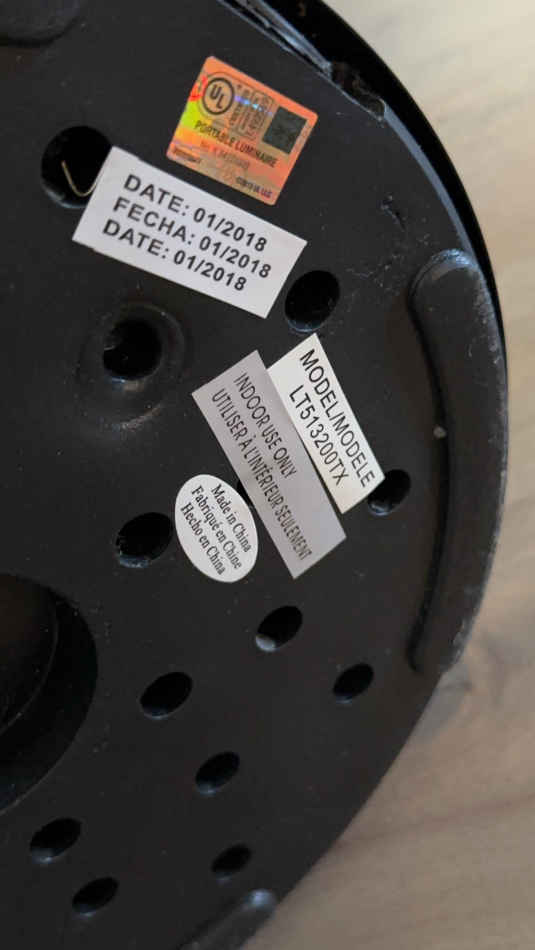 UL
PORTABLE LUMINAIRE
DATE: 01/2018
FECHA: 01/2018
DATE: 01/2018
MODEL/MODELE
LT513200TX
INDOOR USE ONLY
UTILISER À L'INTÉRIEUR SEULEMENT
Made in China
Fabriqué en Chine
Hecho en China